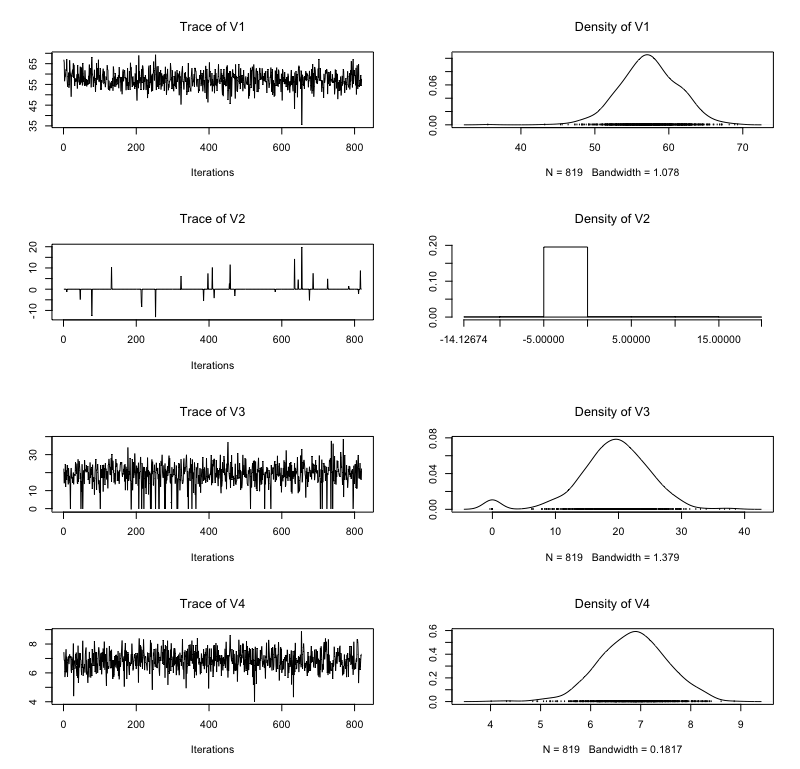 Trace of V1
35 45 55 65
0 200 400 600 800
Iterations
Density of V1
0.00 0.06
40 50 60 70
N = 819 Bandwidth = 1.078
Trace of V2
-10 0 10 20
0 200 400 600 800
Iterations
Density of V2
0.00 0.10 0.20
-14.12674 -5.00000 5.00000 15.00000
Trace of V3
0 10 30
0 200 400 600 800
Iterations
Density of V3
0.00 0.04 0.08
0 10 20 30 40
N = 819 Bandwidth = 1.379
Trace of V4
4 6 8
0 200 400 600 800
Iterations
Density of V4
0.0 0.2 0.4 0.6
4 5 6 7 8 9
N = 819 Bandwidth = 0.1817